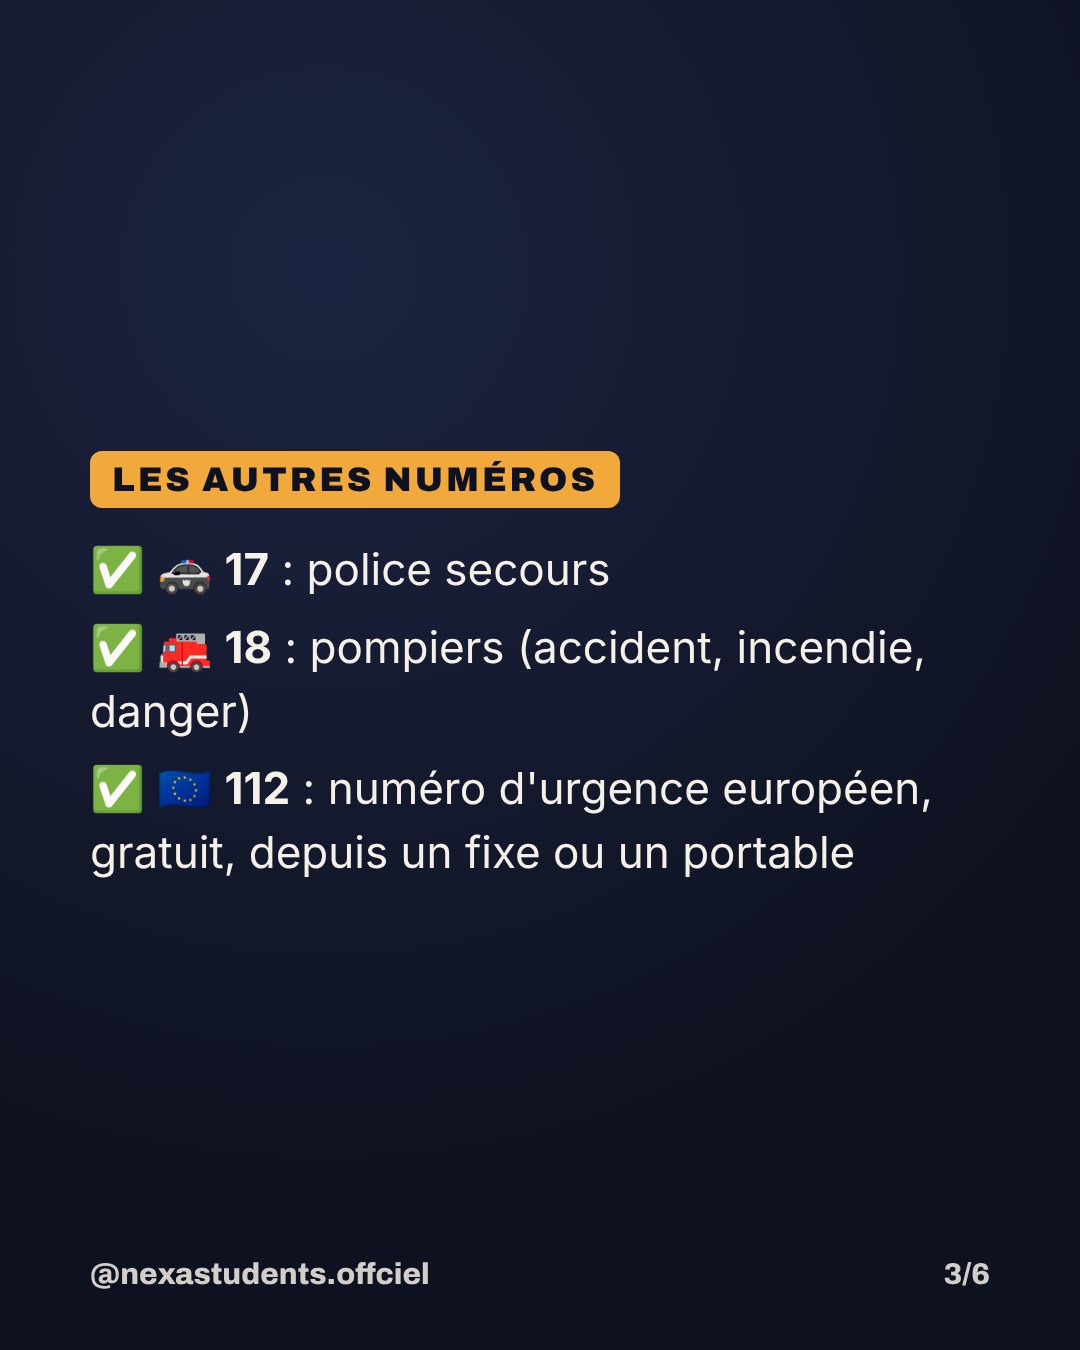 LES AUTRES NUMÉROS
✅ 🚓 17 : police secours
✅ 🚒 18 : pompiers (accident, incendie,
danger)
✅ 🇪🇺 112 : numéro d'urgence européen,
gratuit, depuis un fixe ou un portable
@nexastudents.offciel
3/6